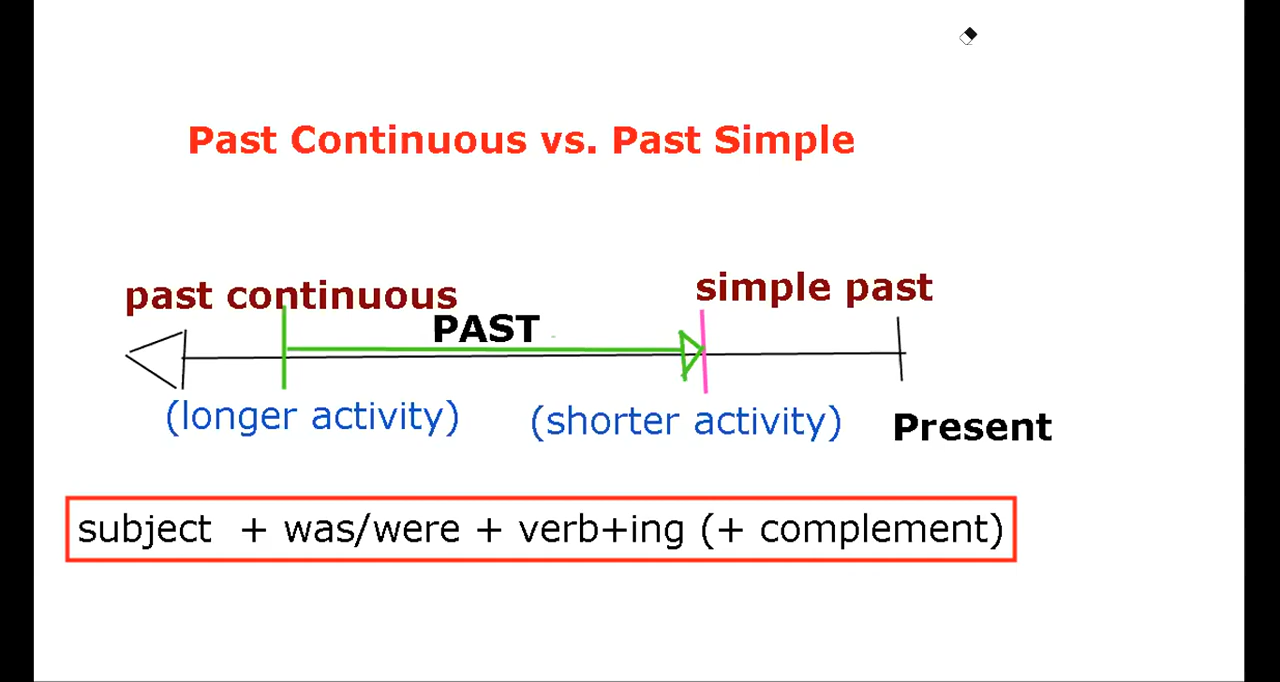 Past Continuous vs. Past Simple
past continuous
simple past
PAST
(longer activity)
(shorter activity)
Present
subject + was/were + verb+ing (+ complement)